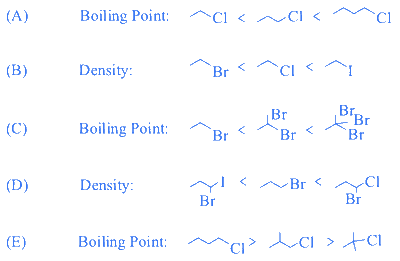 (A) Boiling Point: Cl < Cl < Cl
(B) Density: Br < Cl < I
(C) Boiling Point: Br < Br Br < Br Br Br
(D) Density: I Br < Br < Cl Br
(E) Boiling Point: Cl > Cl > Cl